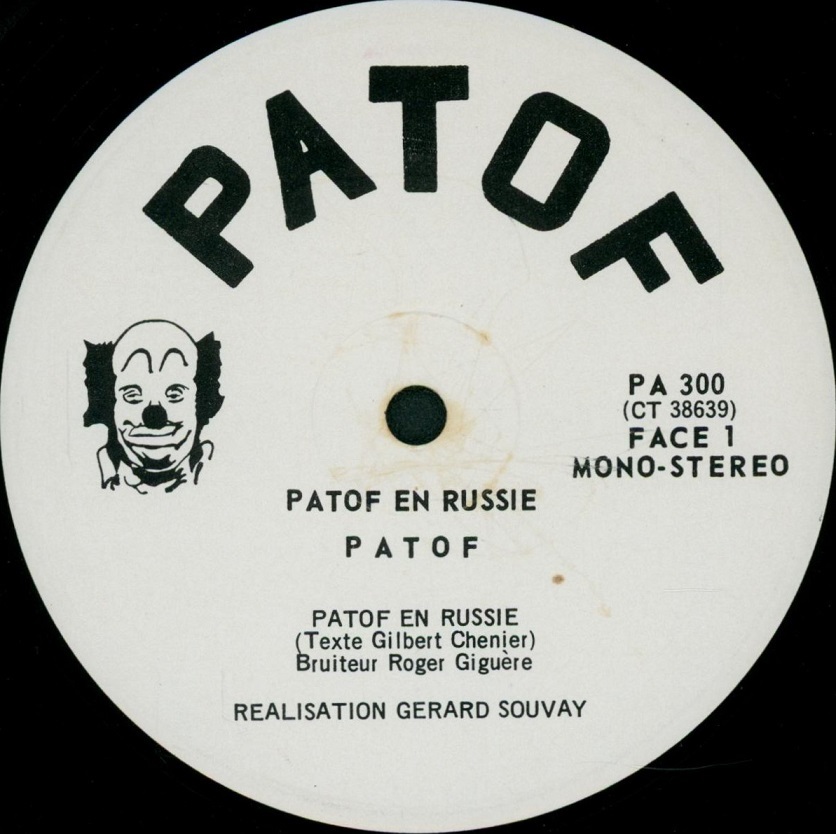 PATOF
PA 300
(CT 38639)
FACE 1
MONO-STEREO
PATOF EN RUSSIE
PATOF
PATOF EN RUSSIE
(Texte Gilbert Chenier)
Bruiteur Roger Giguère
REALISATION GERARD SOUVAY